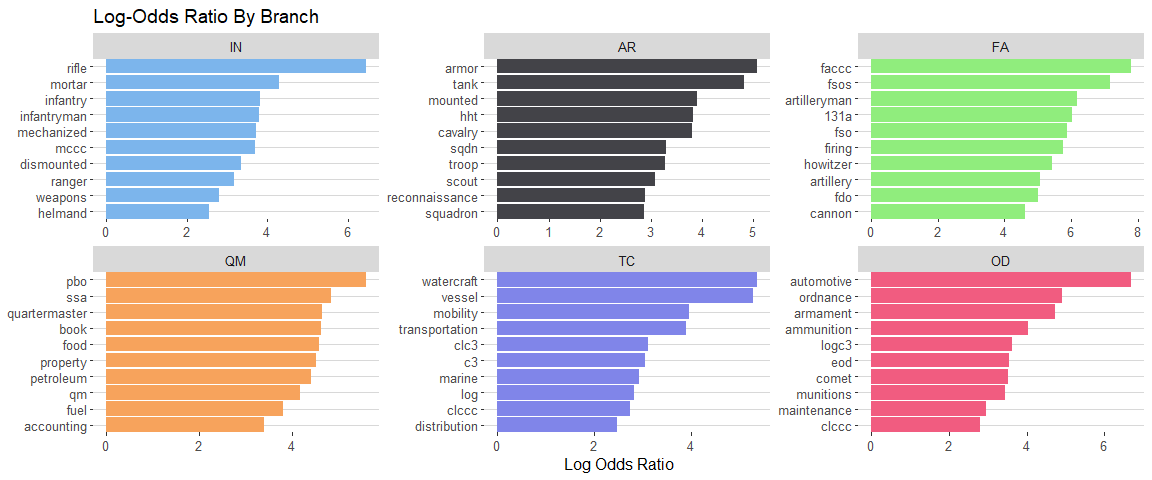 Log-Odds Ratio By Branch
IN
rifle
mortar
infantry
infantryman
mechanized
mccc
dismounted
ranger
weapons
helmand
0 2 4 6
AR
armor
tank
mounted
hht
cavalry
sqdn
troop
scout
reconnaissance
squadron
0 1 2 3 4 5
FA
faccc
fsos
artilleryman
131a
fso
firing
howitzer
artillery
fdo
cannon
0 2 4 6 8
QM
pbo
ssa
quartermaster
book
food
property
petroleum
qm
fuel
accounting
0 2 4
TC
watercraft
vessel
mobility
transportation
clc3
c3
marine
log
clccc
distribution
0 2 4
OD
automotive
ordnance
armament
ammunition
logc3
eod
comet
munitions
maintenance
clccc
0 2 4 6
Log Odds Ratio